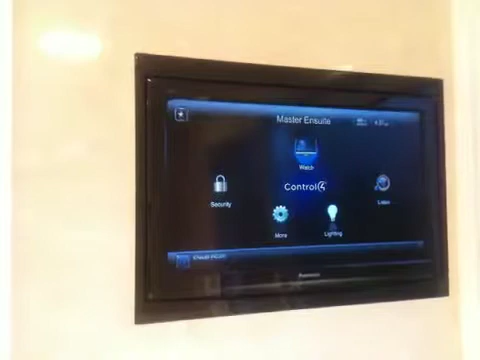 Master Ensuite
Watch
Control4
Security
Listen
More
Lighting
Panasonic